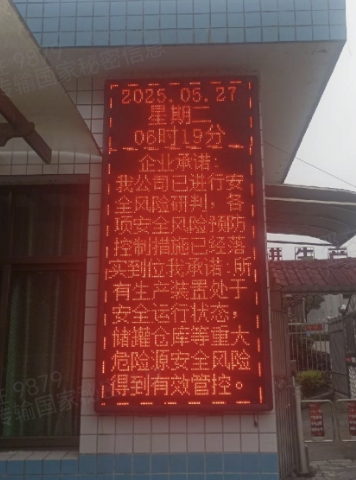 2025.05.27
星期二
06时19分
企业承诺:
我公司已进行安
全风险研判,各
项安全风险预防
控制措施已经落
实到位我承诺:所
有生产装置处于
安全运行状态,
储罐仓库等重大
危险源安全风险
得到有效管控。